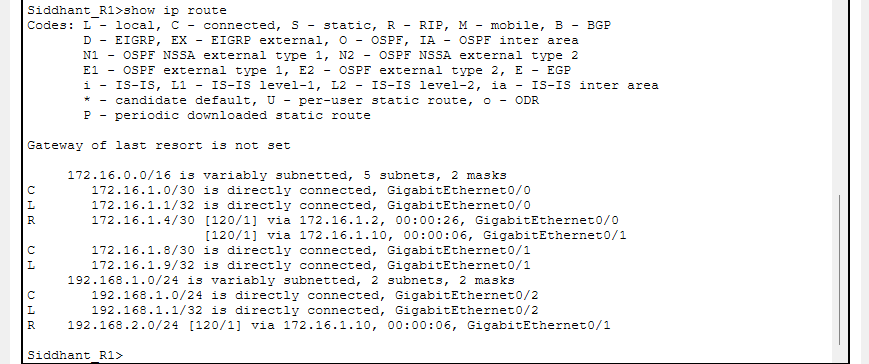 Siddhant_R1>show ip route
Codes: L - local, C - connected, S - static, R - RIP, M - mobile, B - BGP
D - EIGRP, EX - EIGRP external, O - OSPF, IA - OSPF inter area
N1 - OSPF NSSA external type 1, N2 - OSPF NSSA external type 2
E1 - OSPF external type 1, E2 - OSPF external type 2, E - EGP
i - IS-IS, L1 - IS-IS level-1, L2 - IS-IS level-2, ia - IS-IS inter area
* - candidate default, U - per-user static route, o - ODR
P - periodic downloaded static route
Gateway of last resort is not set
172.16.0.0/16 is variably subnetted, 5 subnets, 2 masks
C 172.16.1.0/30 is directly connected, GigabitEthernet0/0
L 172.16.1.1/32 is directly connected, GigabitEthernet0/0
R 172.16.1.4/30 [120/1] via 172.16.1.2, 00:00:26, GigabitEthernet0/0
[120/1] via 172.16.1.10, 00:00:06, GigabitEthernet0/1
C 172.16.1.8/30 is directly connected, GigabitEthernet0/1
L 172.16.1.9/32 is directly connected, GigabitEthernet0/1
192.168.1.0/24 is variably subnetted, 2 subnets, 2 masks
C 192.168.1.0/24 is directly connected, GigabitEthernet0/2
L 192.168.1.1/32 is directly connected, GigabitEthernet0/2
R 192.168.2.0/24 [120/1] via 172.16.1.10, 00:00:06, GigabitEthernet0/1
Siddhant_R1>